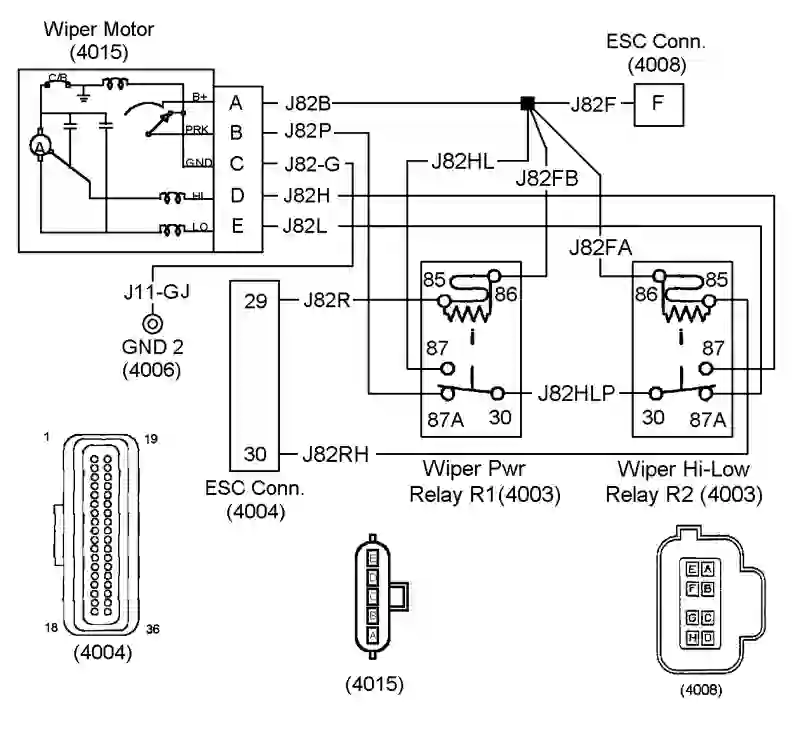 Wiper Motor
(4015)
ESC Conn.
(4008)
C/B
B+
PRK
GND
HI
LO
A
A
B
C
D
E
J82B
J82P
J82-G
J82H
J82L
J82F
F
J82HL
J82FB
J82FA
J11-GJ
GND 2
(4006)
29
30
J82R
J82RH
ESC Conn.
(4004)
85
86
87
87A
30
J82HLP
86
85
87
30
87A
Wiper Pwr
Relay R1(4003)
Wiper Hi-Low
Relay R2 (4003)
1
19
18
36
(4004)
E
D
C
B
A
(4015)
E A
F B
G C
H D
(4008)